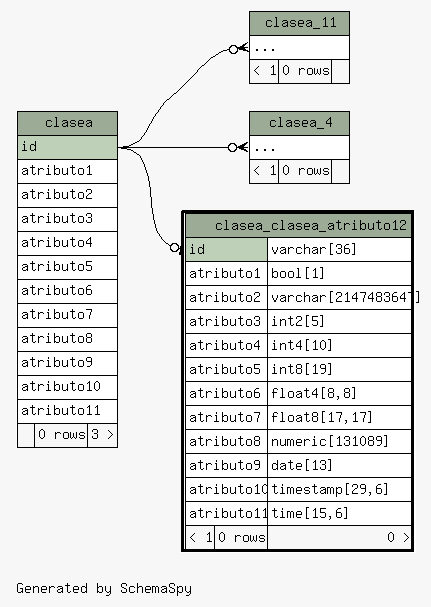 clasea_11
...
< 1 0 rows
clasea
id
atributo1
atributo2
atributo3
atributo4
atributo5
atributo6
atributo7
atributo8
atributo9
atributo10
atributo11
0 rows 3 >
clasea_4
...
< 1 0 rows
clasea_clasea_atributo12
id varchar[36]
atributo1 bool[1]
atributo2 varchar[2147483647]
atributo3 int2[5]
atributo4 int4[10]
atributo5 int8[19]
atributo6 float4[8,8]
atributo7 float8[17,17]
atributo8 numeric[131089]
atributo9 date[13]
atributo10 timestamp[29,6]
atributo11 time[15,6]
< 1 0 rows 0 >
Generated by SchemaSpy